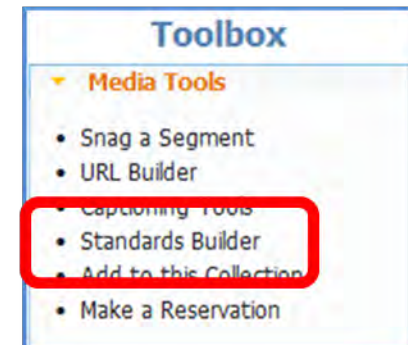 Toolbox
Media Tools
• Snag a Segment
• URL Builder
• Captioning Tools
• Standards Builder
• Add to this Collection
• Make a Reservation